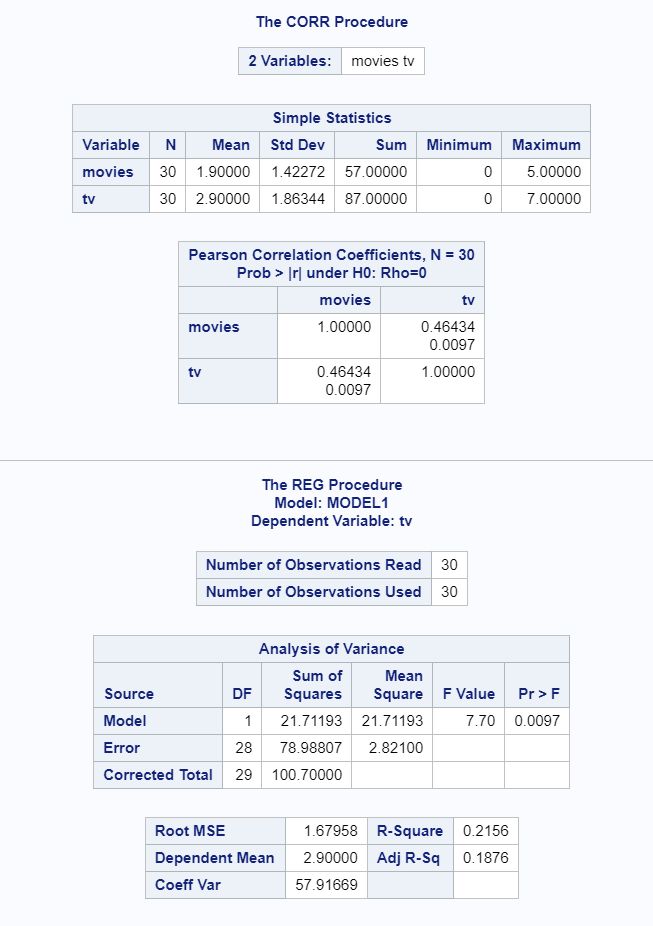 The CORR Procedure
2 Variables: movies tv
Simple Statistics
Variable N Mean Std Dev Sum Minimum Maximum
movies 30 1.90000 1.42272 57.00000 0 5.00000
tv 30 2.90000 1.86344 87.00000 0 7.00000
Pearson Correlation Coefficients, N = 30
Prob > |r| under H0: Rho=0
movies tv
movies 1.00000 0.46434
0.0097
tv 0.46434 1.00000
0.0097
The REG Procedure
Model: MODEL1
Dependent Variable: tv
Number of Observations Read 30
Number of Observations Used 30
Analysis of Variance
Sum of Mean
Source DF Squares Square F Value Pr > F
Model 1 21.71193 21.71193 7.70 0.0097
Error 28 78.98807 2.82100
Corrected Total 29 100.70000
Root MSE 1.67958 R-Square 0.2156
Dependent Mean 2.90000 Adj R-Sq 0.1876
Coeff Var 57.91669